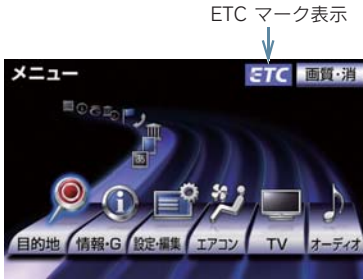 ETC マーク表示
メニュー ETC 画質・消
目的地 情報・G 設定・編集 エアコン TV オーディオ